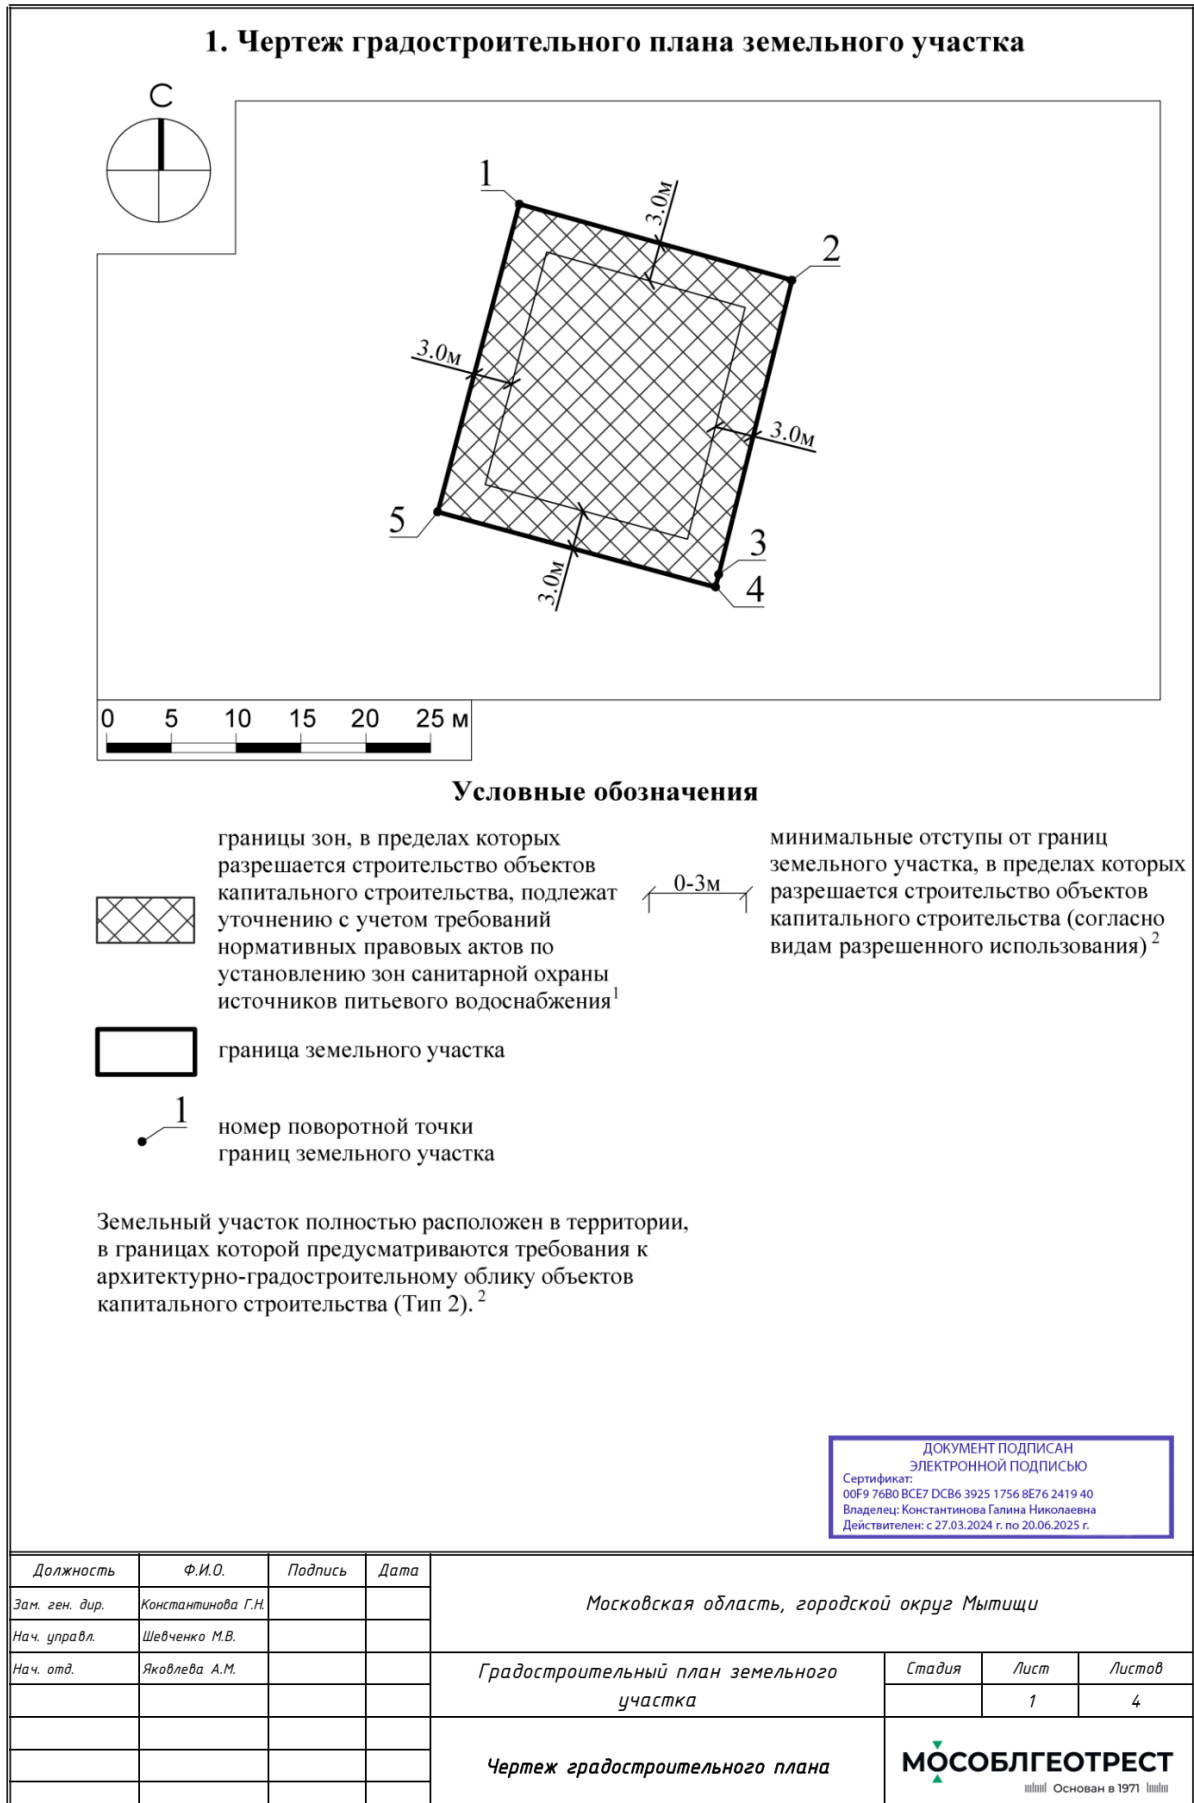 1. Чертеж градостроительного плана земельного участка
С
1
3.0м
2
3.0м
3.0м
5
3
3.0м
4
0 5 10 15 20 25 м
Условные обозначения
границы зон, в пределах которых
разрешается строительство объектов
капитального строительства, подлежат
уточнению с учетом требований
нормативных правовых актов по
установлению зон санитарной охраны
источников питьевого водоснабжения1
0-3м
минимальные отступы от границ
земельного участка, в пределах которых
разрешается строительство объектов
капитального строительства (согласно
видам разрешенного использования) 2
граница земельного участка
1
номер поворотной точки
границ земельного участка
Земельный участок полностью расположен в территории,
в границах которой предусматриваются требования к
архитектурно-градостроительному облику объектов
капитального строительства (Тип 2). 2
ДОКУМЕНТ ПОДПИСАН
ЭЛЕКТРОННОЙ ПОДПИСЬЮ
Сертификат:
00F9 76B0 BCE7 DCB6 3925 1756 8E76 2419 40
Владелец: Константинова Галина Николаевна
Действителен: с 27.03.2024 г. по 20.06.2025 г.
Должность Ф.И.О. Подпись Дата
Зам. ген. дир. Константинова Г.Н.
Нач. управл. Шевченко М.В.
Нач. отд. Яковлева А.М.
Московская область, городской округ Мытищи
Градостроительный план земельного
участка
Стадия Лист Листов
1 4
Чертеж градостроительного плана
МОСОБЛГЕОТРЕСТ
Основан в 1971